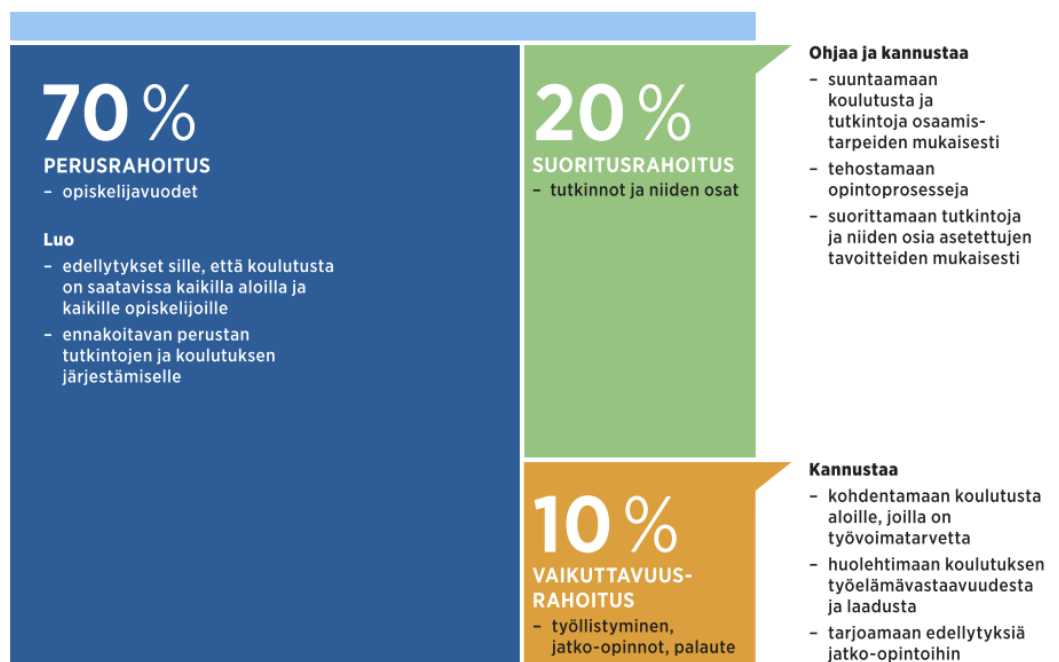 70 %
PERUSRAHOITUS
– opiskelijavuodet
Luo
– edellytykset sille, että koulutusta
on saatavissa kaikilla aloilla ja
kaikille opiskelijoille
– ennakoitavan perustan
tutkintojen ja koulutuksen
järjestämiselle
20 %
SUORITUSRAHOITUS
– tutkinnot ja niiden osat
Ohjaa ja kannustaa
– suuntaamaan
koulutusta ja
tutkintoja osaamis-
tarpeiden mukaisesti
– tehostamaan
opintoprosesseja
– suorittamaan tutkintoja
ja niiden osia asetettujen
tavoitteiden mukaisesti
10 %
VAIKUTTAVUUS-
RAHOITUS
– työllistyminen,
jatko-opinnot, palaute
Kannustaa
– kohdentamaan koulutusta
aloille, joilla on
työvoimatarvetta
– huolehtimaan koulutuksen
työelämävastaavuudesta
ja laadusta
– tarjoamaan edellytyksiä
jatko-opintoihin